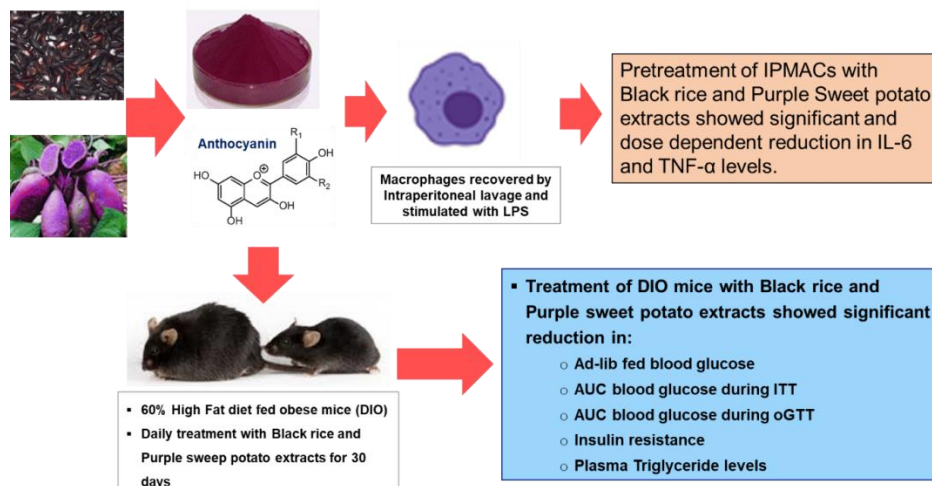 Pretreatment of IPMACs with
Black rice and Purple Sweet potato
extracts showed significant and
dose dependent reduction in IL-6
and TNF-α levels.
Anthocyanin
R1
OH
HO
O
⊕
R2
OH
OH
Macrophages recovered by
Intraperitoneal lavage and
stimulated with LPS
▪ 60% High Fat diet fed obese mice (DIO)
▪ Daily treatment with Black rice and
Purple sweep potato extracts for 30
days
▪ Treatment of DIO mice with Black rice and
Purple sweet potato extracts showed significant
reduction in:
o Ad-lib fed blood glucose
o AUC blood glucose during ITT
o AUC blood glucose during oGTT
o Insulin resistance
o Plasma Triglyceride levels